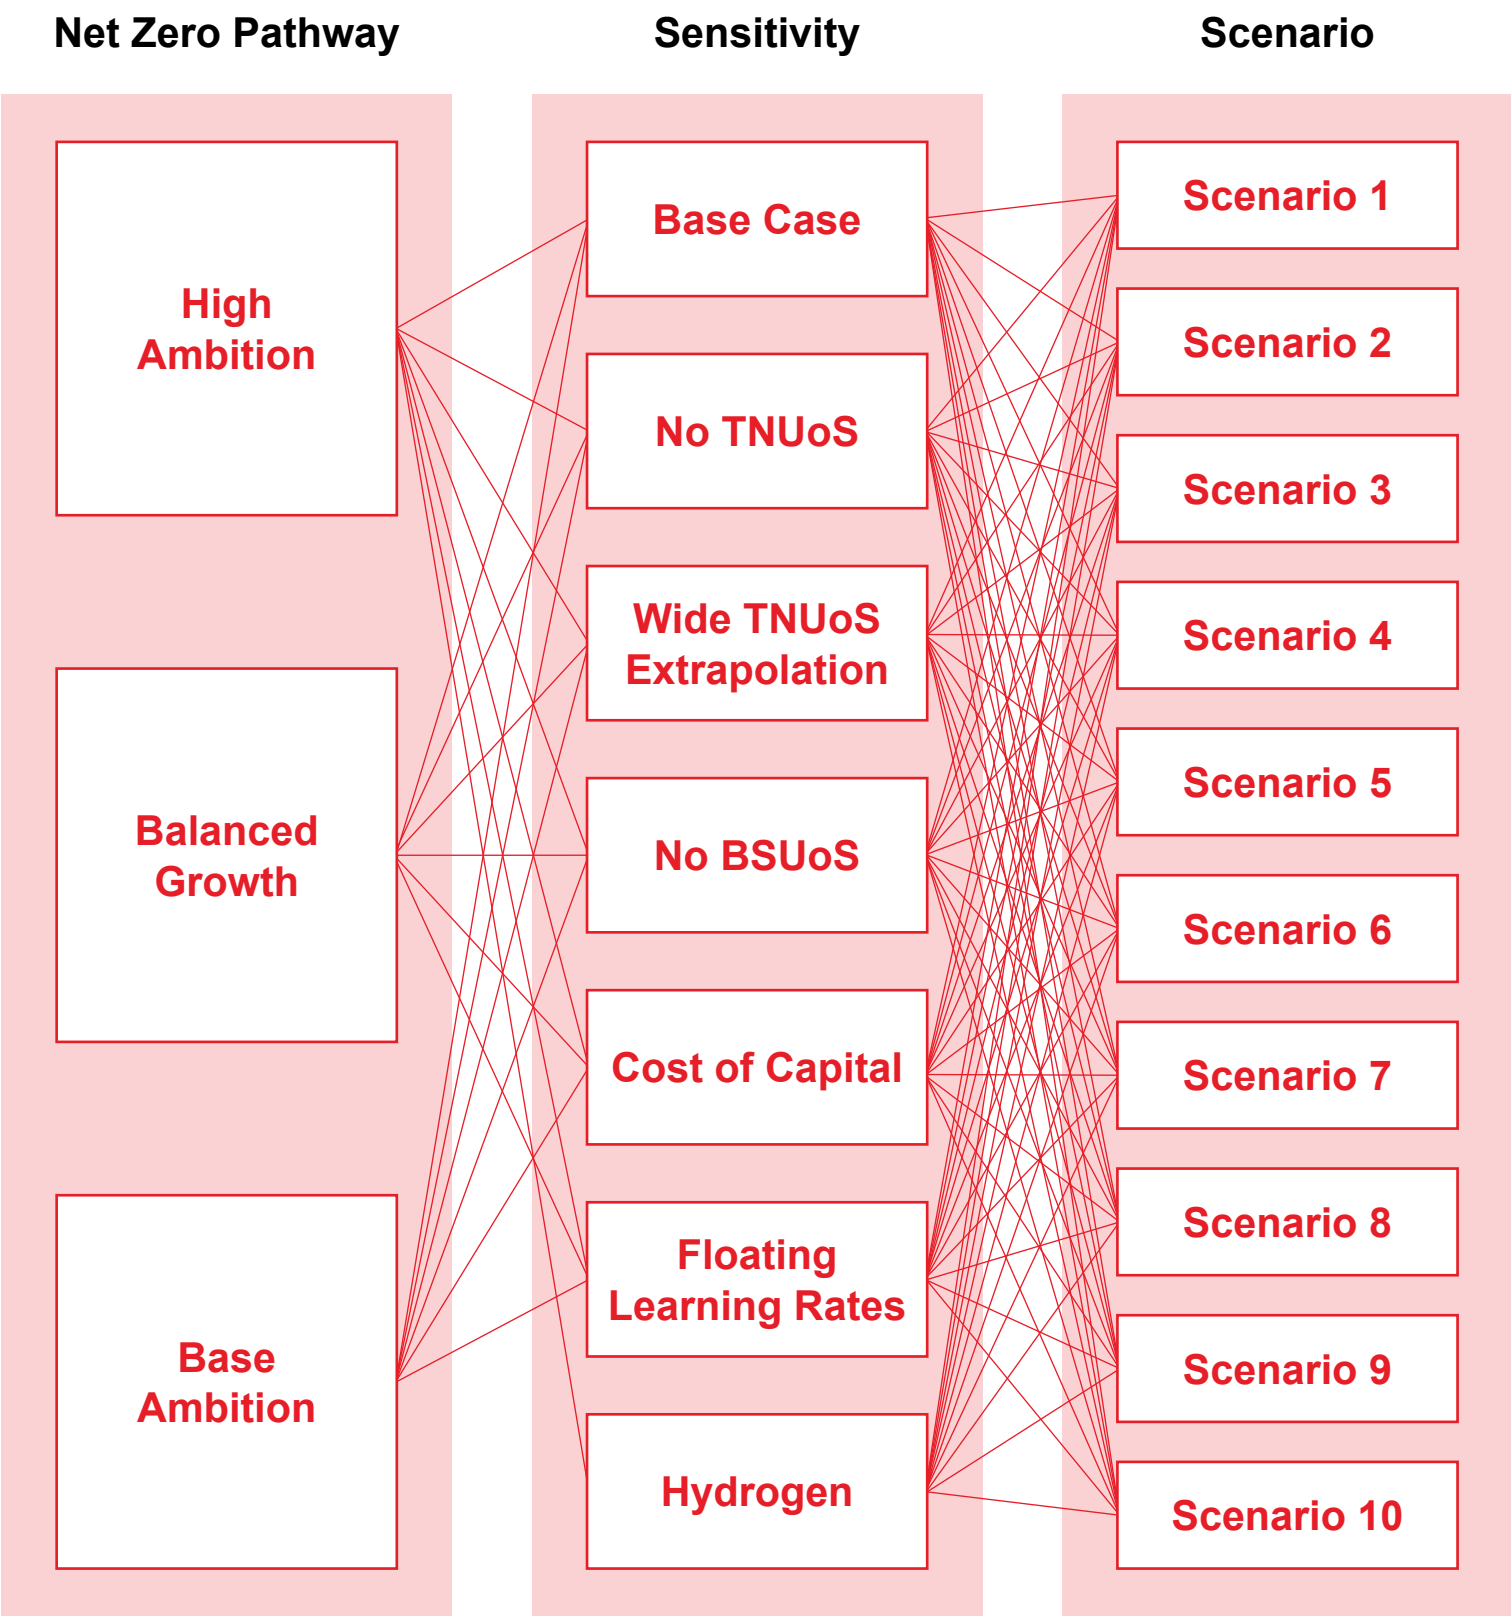 Net Zero Pathway
Sensitivity
Scenario
High
Ambition
Balanced
Growth
Base
Ambition
Base Case
No TNUoS
Wide TNUoS
Extrapolation
No BSUoS
Cost of Capital
Floating
Learning Rates
Hydrogen
Scenario 1
Scenario 2
Scenario 3
Scenario 4
Scenario 5
Scenario 6
Scenario 7
Scenario 8
Scenario 9
Scenario 10